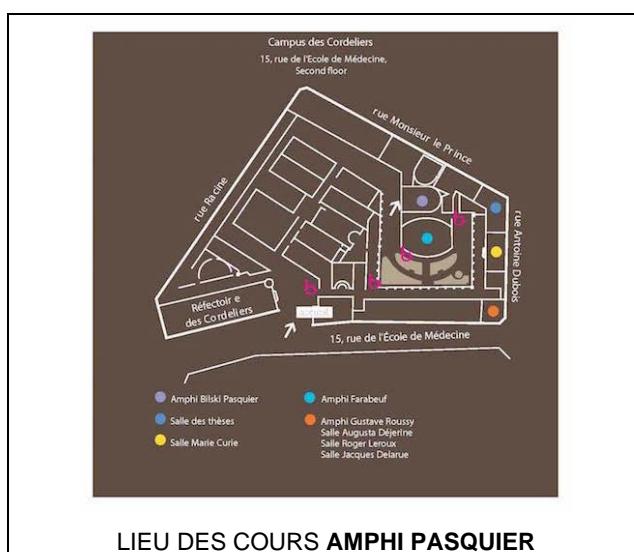 Campus des Cordeliers
15, rue de l'Ecole de Médecine,
Second floor
rue Monsieur le Prince
rue Racine
rue Antoine Dubois
Réfectoir e
des Cordeliers
15, rue de l'École de Médecine
Amphi Bilski Pasquier
Salle des thèses
Salle Marie Curie
Amphi Farabeuf
Amphi Gustave Roussy
Salle Augusta Déjerine
Salle Roger Leroux
Salle Jacques Delarue
LIEU DES COURS AMPHI PASQUIER